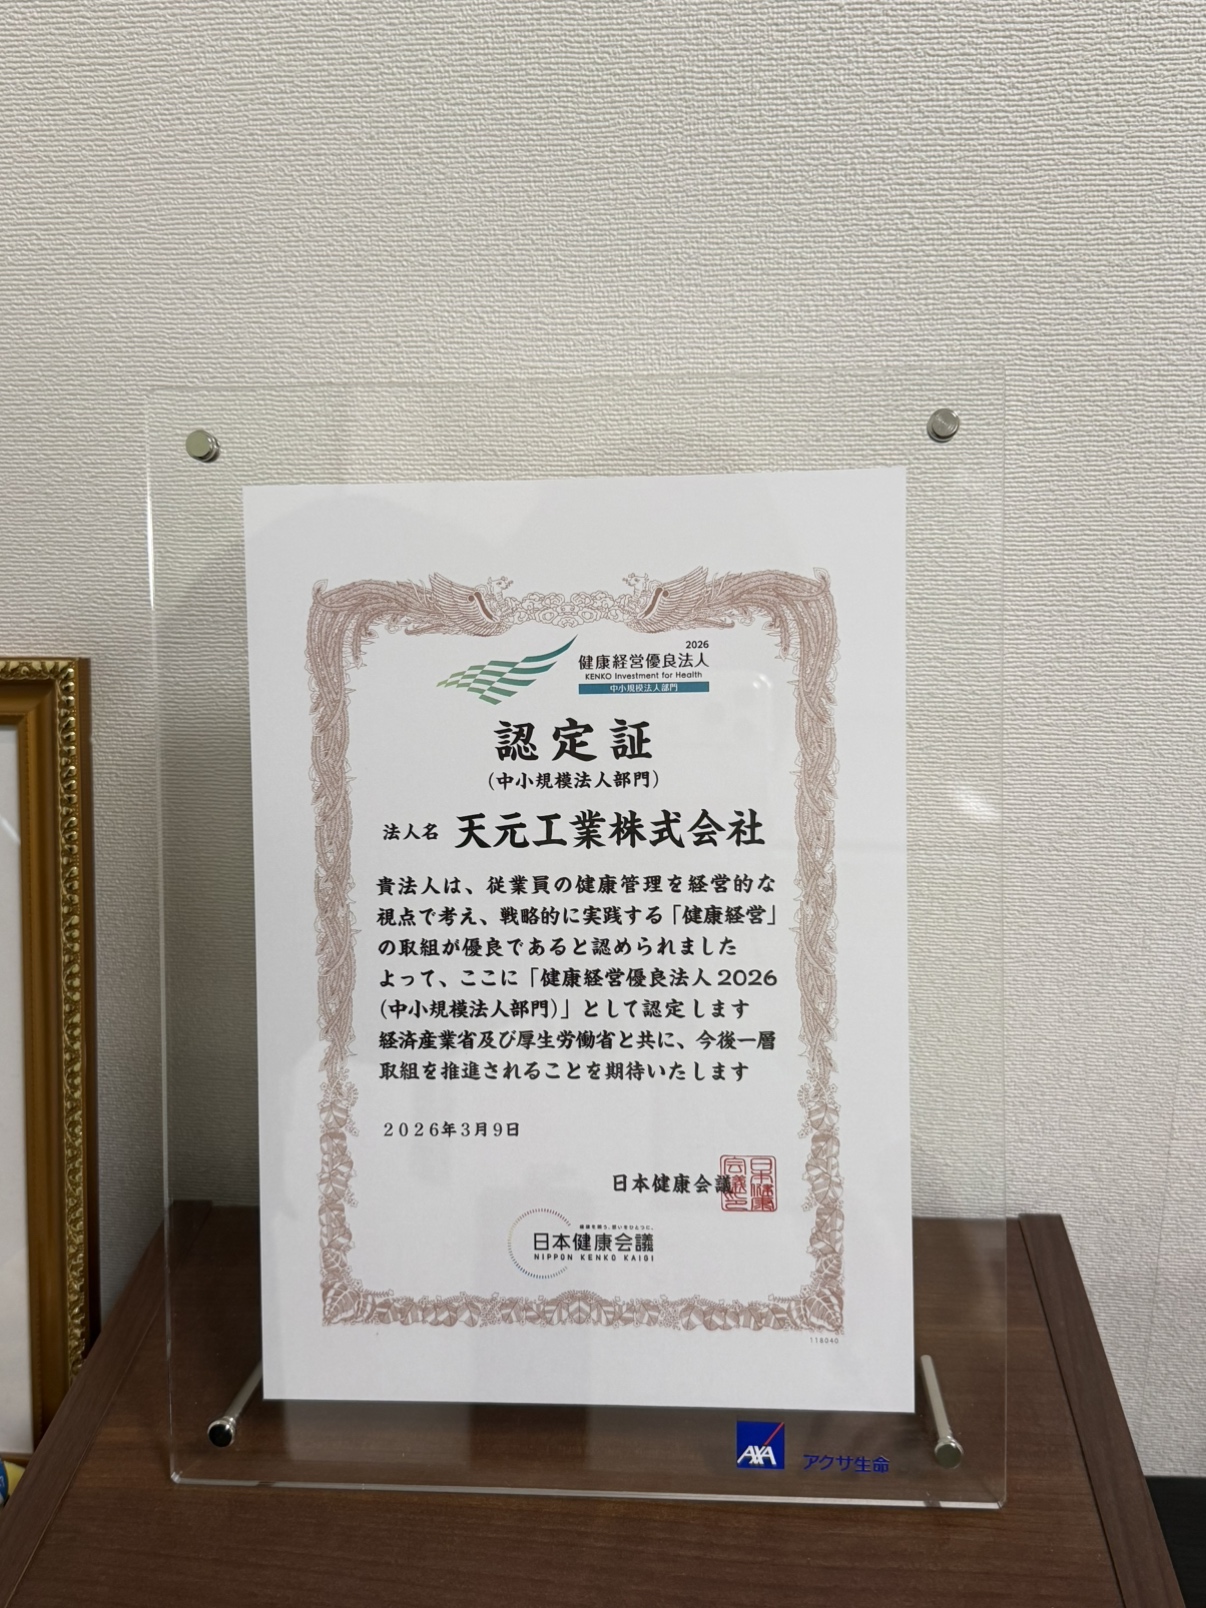 2026
健康経営優良法人
KENKO Investment for Health
中小規模法人部門
認定証
(中小規模法人部門)
法人名 天元工業株式会社
貴法人は、従業員の健康管理を経営的な
視点で考え、戦略的に実践する「健康経営」
の取組が優良であると認められました
よって、ここに「健康経営優良法人2026
(中小規模法人部門)」として認定します
経済産業省及び厚生労働省と共に、今後一層
取組を推進されることを期待いたします
2026年3月9日
日本健康会議
日本健康会議
NIPPON KENKO KAIGI
118040
AXA アクサ生命